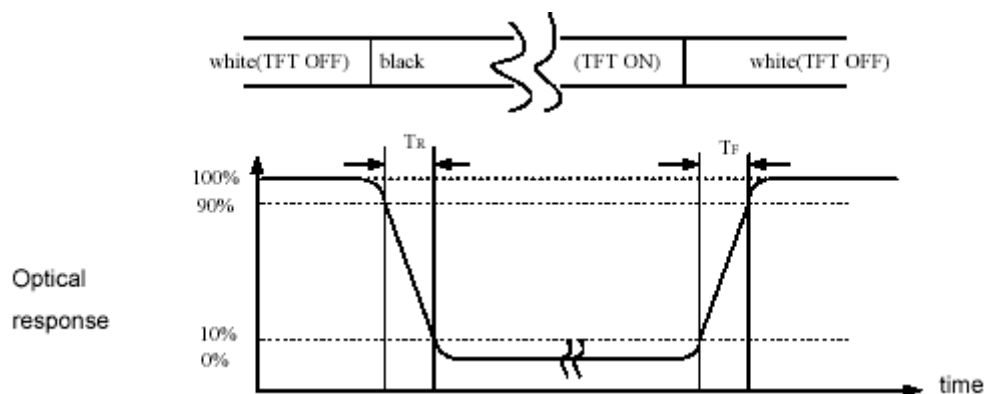 white(TFT OFF) black (TFT ON) white(TFT OFF)
TR TF
100%
90%
Optical
response
10%
0%
time